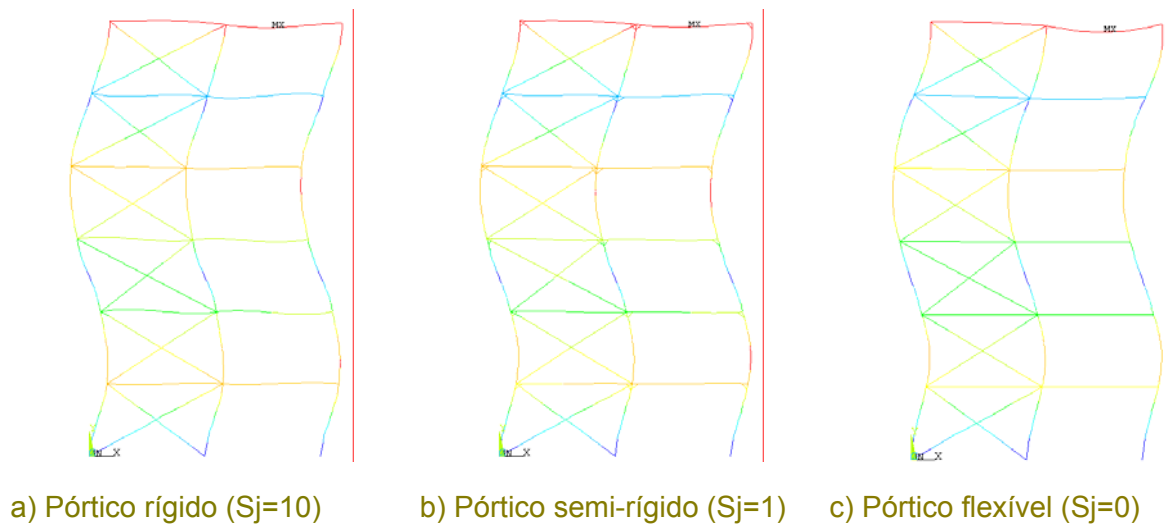 MX
MX
MX
X
X
X
a) Pórtico rígido (Sj=10)
b) Pórtico semi-rígido (Sj=1)
c) Pórtico flexível (Sj=0)